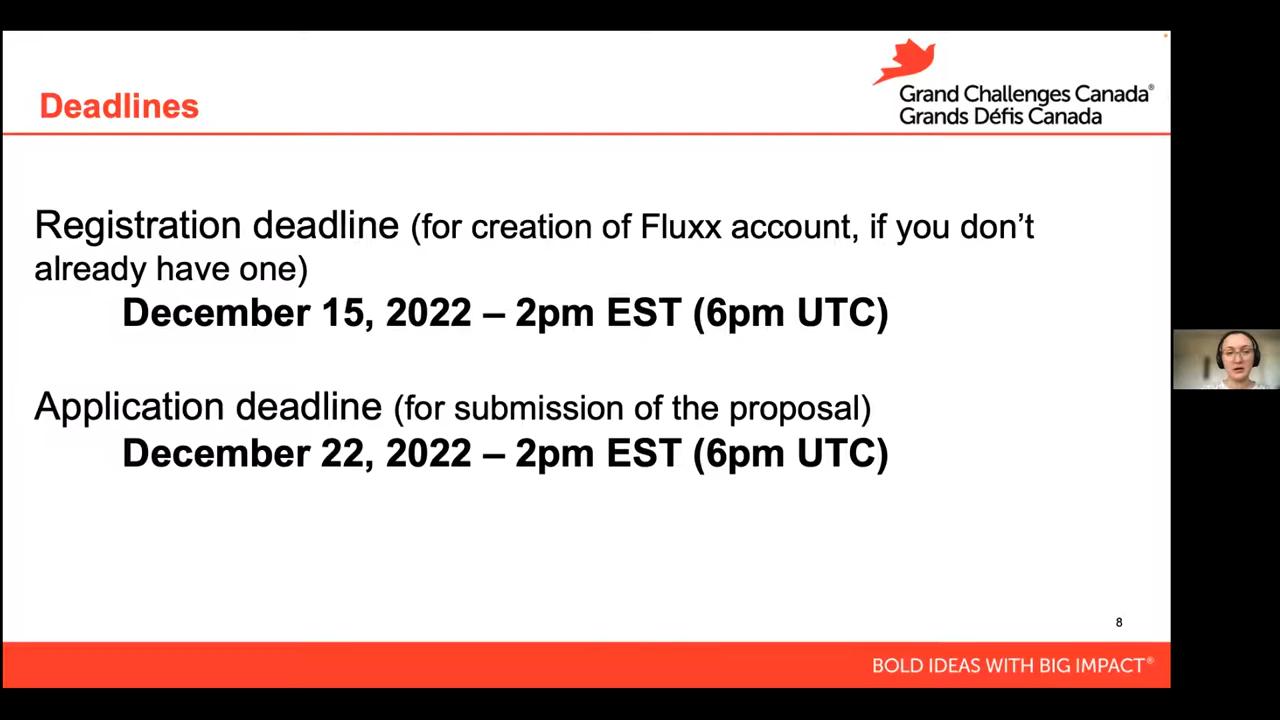 Grand Challenges Canada®
Grands Défis Canada
Deadlines
Registration deadline (for creation of Fluxx account, if you don’t
already have one)
December 15, 2022 – 2pm EST (6pm UTC)
Application deadline (for submission of the proposal)
December 22, 2022 – 2pm EST (6pm UTC)
8
BOLD IDEAS WITH BIG IMPACT®